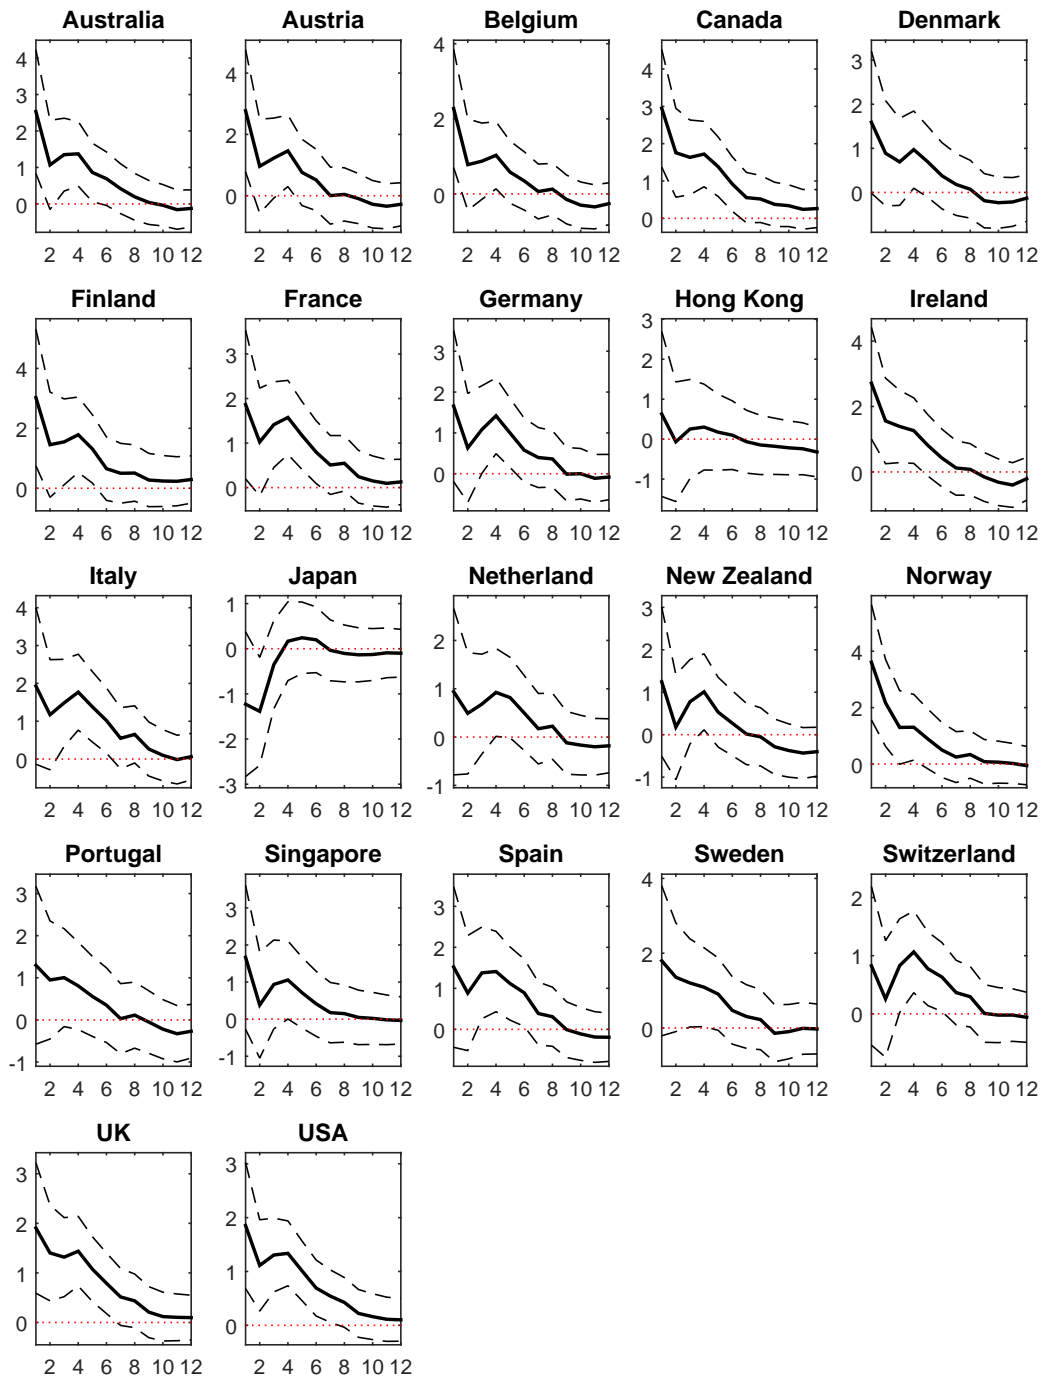 Australia Austria Belgium Canada Denmark
4 3 2 1 0
4 2 0
4 2 0
4 3 2 1 0
3 2 1 0
2 4 6 8 10 12 2 4 6 8 10 12 2 4 6 8 10 12 2 4 6 8 10 12 2 4 6 8 10 12
Finland France Germany Hong Kong Ireland
4 2 0
3 2 1 0
3 2 1 0
3 2 1 0 -1
4 2 0
2 4 6 8 10 12 2 4 6 8 10 12 2 4 6 8 10 12 2 4 6 8 10 12 2 4 6 8 10 12
Italy Japan Netherland New Zealand Norway
4 3 2 1 0
1 0 -1 -2 -3
2 1 0 -1
3 2 1 0 -1
4 2 0
2 4 6 8 10 12 2 4 6 8 10 12 2 4 6 8 10 12 2 4 6 8 10 12 2 4 6 8 10 12
Portugal Singapore Spain Sweden Switzerland
3 2 1 0 -1
3 2 1 0 -1
3 2 1 0
4 2 0
2 1 0
2 4 6 8 10 12 2 4 6 8 10 12 2 4 6 8 10 12 2 4 6 8 10 12 2 4 6 8 10 12
UK USA
3 2 1 0
3 2 1 0
2 4 6 8 10 12 2 4 6 8 10 12